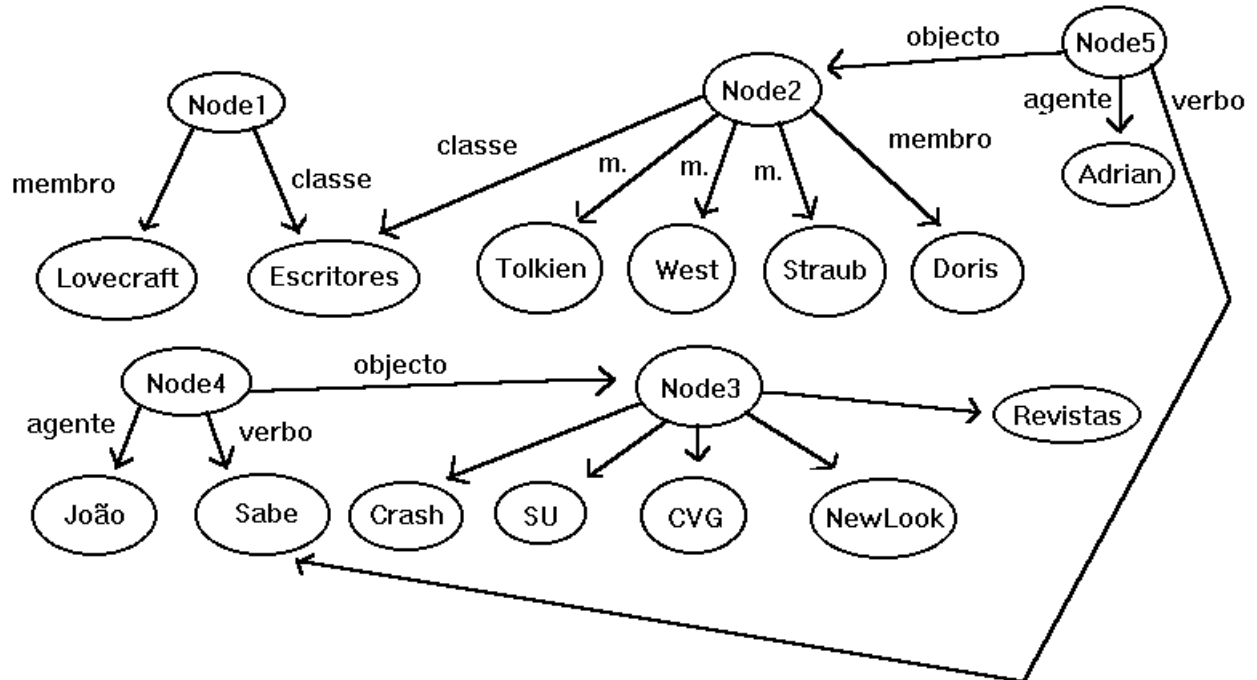 objecto
Node5
Node1
Node2
agente
verbo
classe
membro
membro
classe
m.
m.
m.
Adrian
Lovecraft
Escritores
Tolkien
West
Straub
Doris
objecto
Node4
Node3
Revistas
agente
verbo
João
Sabe
Crash
SU
CVG
NewLook